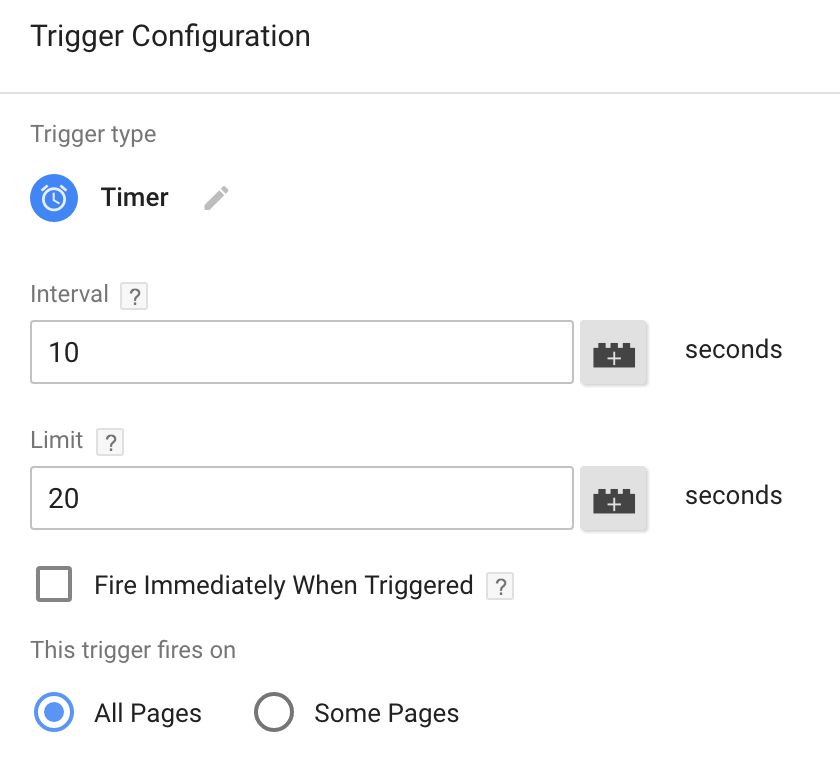 Trigger Configuration
Trigger type
Timer
Interval ?
10 seconds
Limit ?
20 seconds
Fire Immediately When Triggered ?
This trigger fires on
All Pages Some Pages